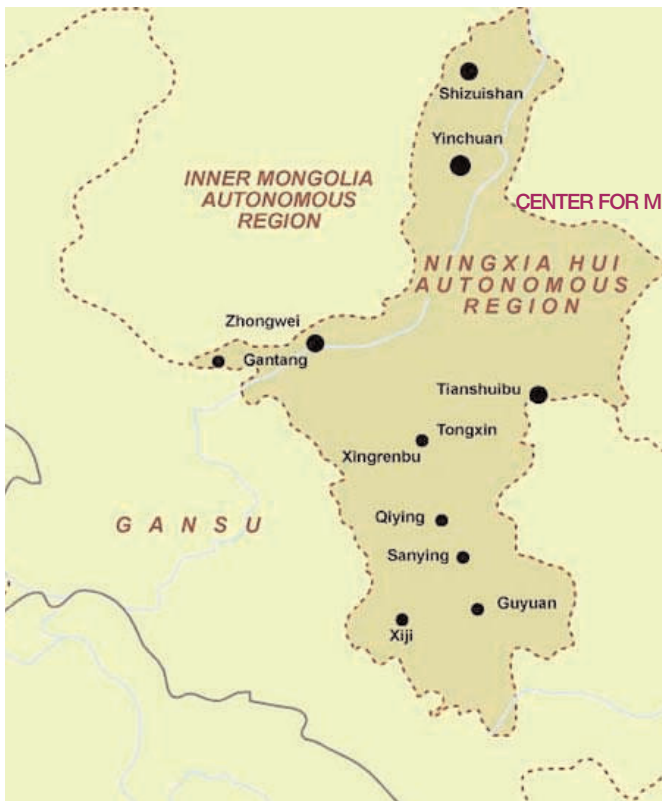 Shizuishan
Yinchuan
INNER MONGOLIA
AUTONOMOUS
REGION
CENTER FOR M
NINGXIA HUI
AUTONOMOUS
REGION
Zhongwei
Gantang
Tianshuibu
Tongxin
Xingrenbu
GANSU
Qiying
Sanying
Guyuan
Xiji